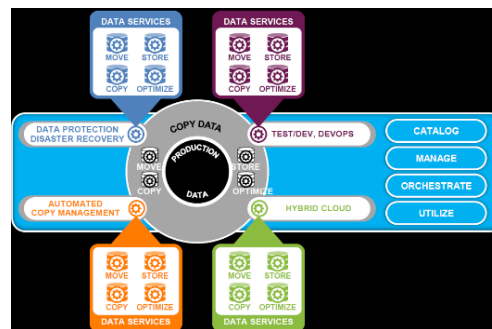 DATA SERVICES
MOVE STORE
COPY OPTIMIZE
DATA SERVICES
MOVE STORE
COPY OPTIMIZE
DATA PROTECTION
DISASTER RECOVERY
COPY DATA
PRODUCTION
DATA
MOVE
STORE
COPY
OPTIMIZE
TEST/DEV, DEVOPS
AUTOMATED
COPY MANAGEMENT
HYBRID CLOUD
CATALOG
MANAGE
ORCHESTRATE
UTILIZE
MOVE STORE
COPY OPTIMIZE
DATA SERVICES
MOVE STORE
COPY OPTIMIZE
DATA SERVICES